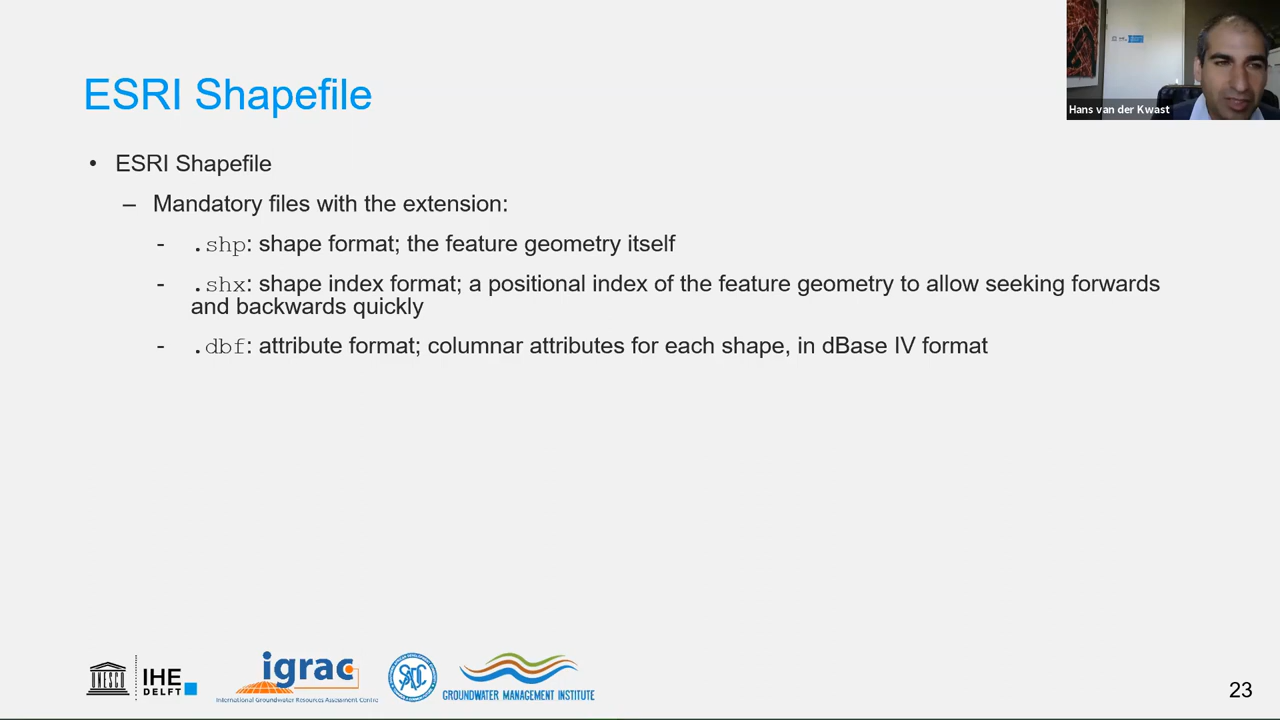 ESRI Shapefile
Hans van der Kwast
• ESRI Shapefile
– Mandatory files with the extension:
- .shp: shape format; the feature geometry itself
- .shx: shape index format; a positional index of the feature geometry to allow seeking forwards
and backwards quickly
- .dbf: attribute format; columnar attributes for each shape, in dBase IV format
UNESCO
IHE
DELFT
igrac
International Groundwater Resources Assessment Centre
GROUNDWATER MANAGEMENT INSTITUTE
23